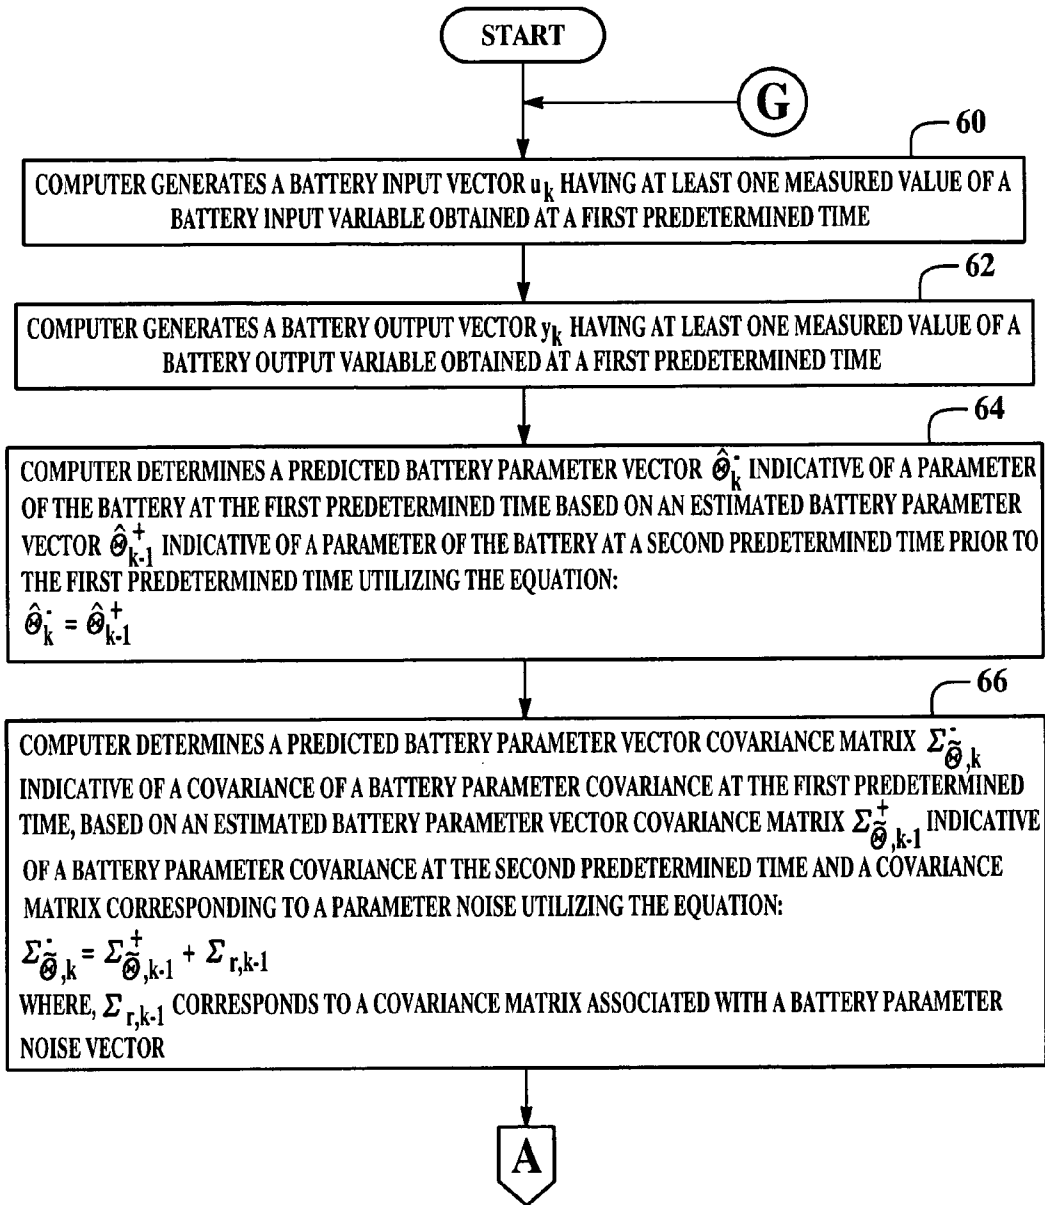 START
G
60
COMPUTER GENERATES A BATTERY INPUT VECTOR u_k HAVING AT LEAST ONE MEASURED VALUE OF A
BATTERY INPUT VARIABLE OBTAINED AT A FIRST PREDETERMINED TIME
62
COMPUTER GENERATES A BATTERY OUTPUT VECTOR y_k HAVING AT LEAST ONE MEASURED VALUE OF A
BATTERY OUTPUT VARIABLE OBTAINED AT A FIRST PREDETERMINED TIME
64
COMPUTER DETERMINES A PREDICTED BATTERY PARAMETER VECTOR Θ̂_k^- INDICATIVE OF A PARAMETER
OF THE BATTERY AT THE FIRST PREDETERMINED TIME BASED ON AN ESTIMATED BATTERY PARAMETER
VECTOR Θ̂_{k-1}^+ INDICATIVE OF A PARAMETER OF THE BATTERY AT A SECOND PREDETERMINED TIME PRIOR TO
THE FIRST PREDETERMINED TIME UTILIZING THE EQUATION:
Θ̂_k^- = Θ̂_{k-1}^+
66
COMPUTER DETERMINES A PREDICTED BATTERY PARAMETER VECTOR COVARIANCE MATRIX Σ_{Θ̃,k}^-
INDICATIVE OF A COVARIANCE OF A BATTERY PARAMETER COVARIANCE AT THE FIRST PREDETERMINED
TIME, BASED ON AN ESTIMATED BATTERY PARAMETER VECTOR COVARIANCE MATRIX Σ_{Θ̃,k-1}^+ INDICATIVE
OF A BATTERY PARAMETER COVARIANCE AT THE SECOND PREDETERMINED TIME AND A COVARIANCE
MATRIX CORRESPONDING TO A PARAMETER NOISE UTILIZING THE EQUATION:
Σ_{Θ̃,k}^- = Σ_{Θ̃,k-1}^+ + Σ_{r,k-1}
WHERE, Σ_{r,k-1} CORRESPONDS TO A COVARIANCE MATRIX ASSOCIATED WITH A BATTERY PARAMETER
NOISE VECTOR
A